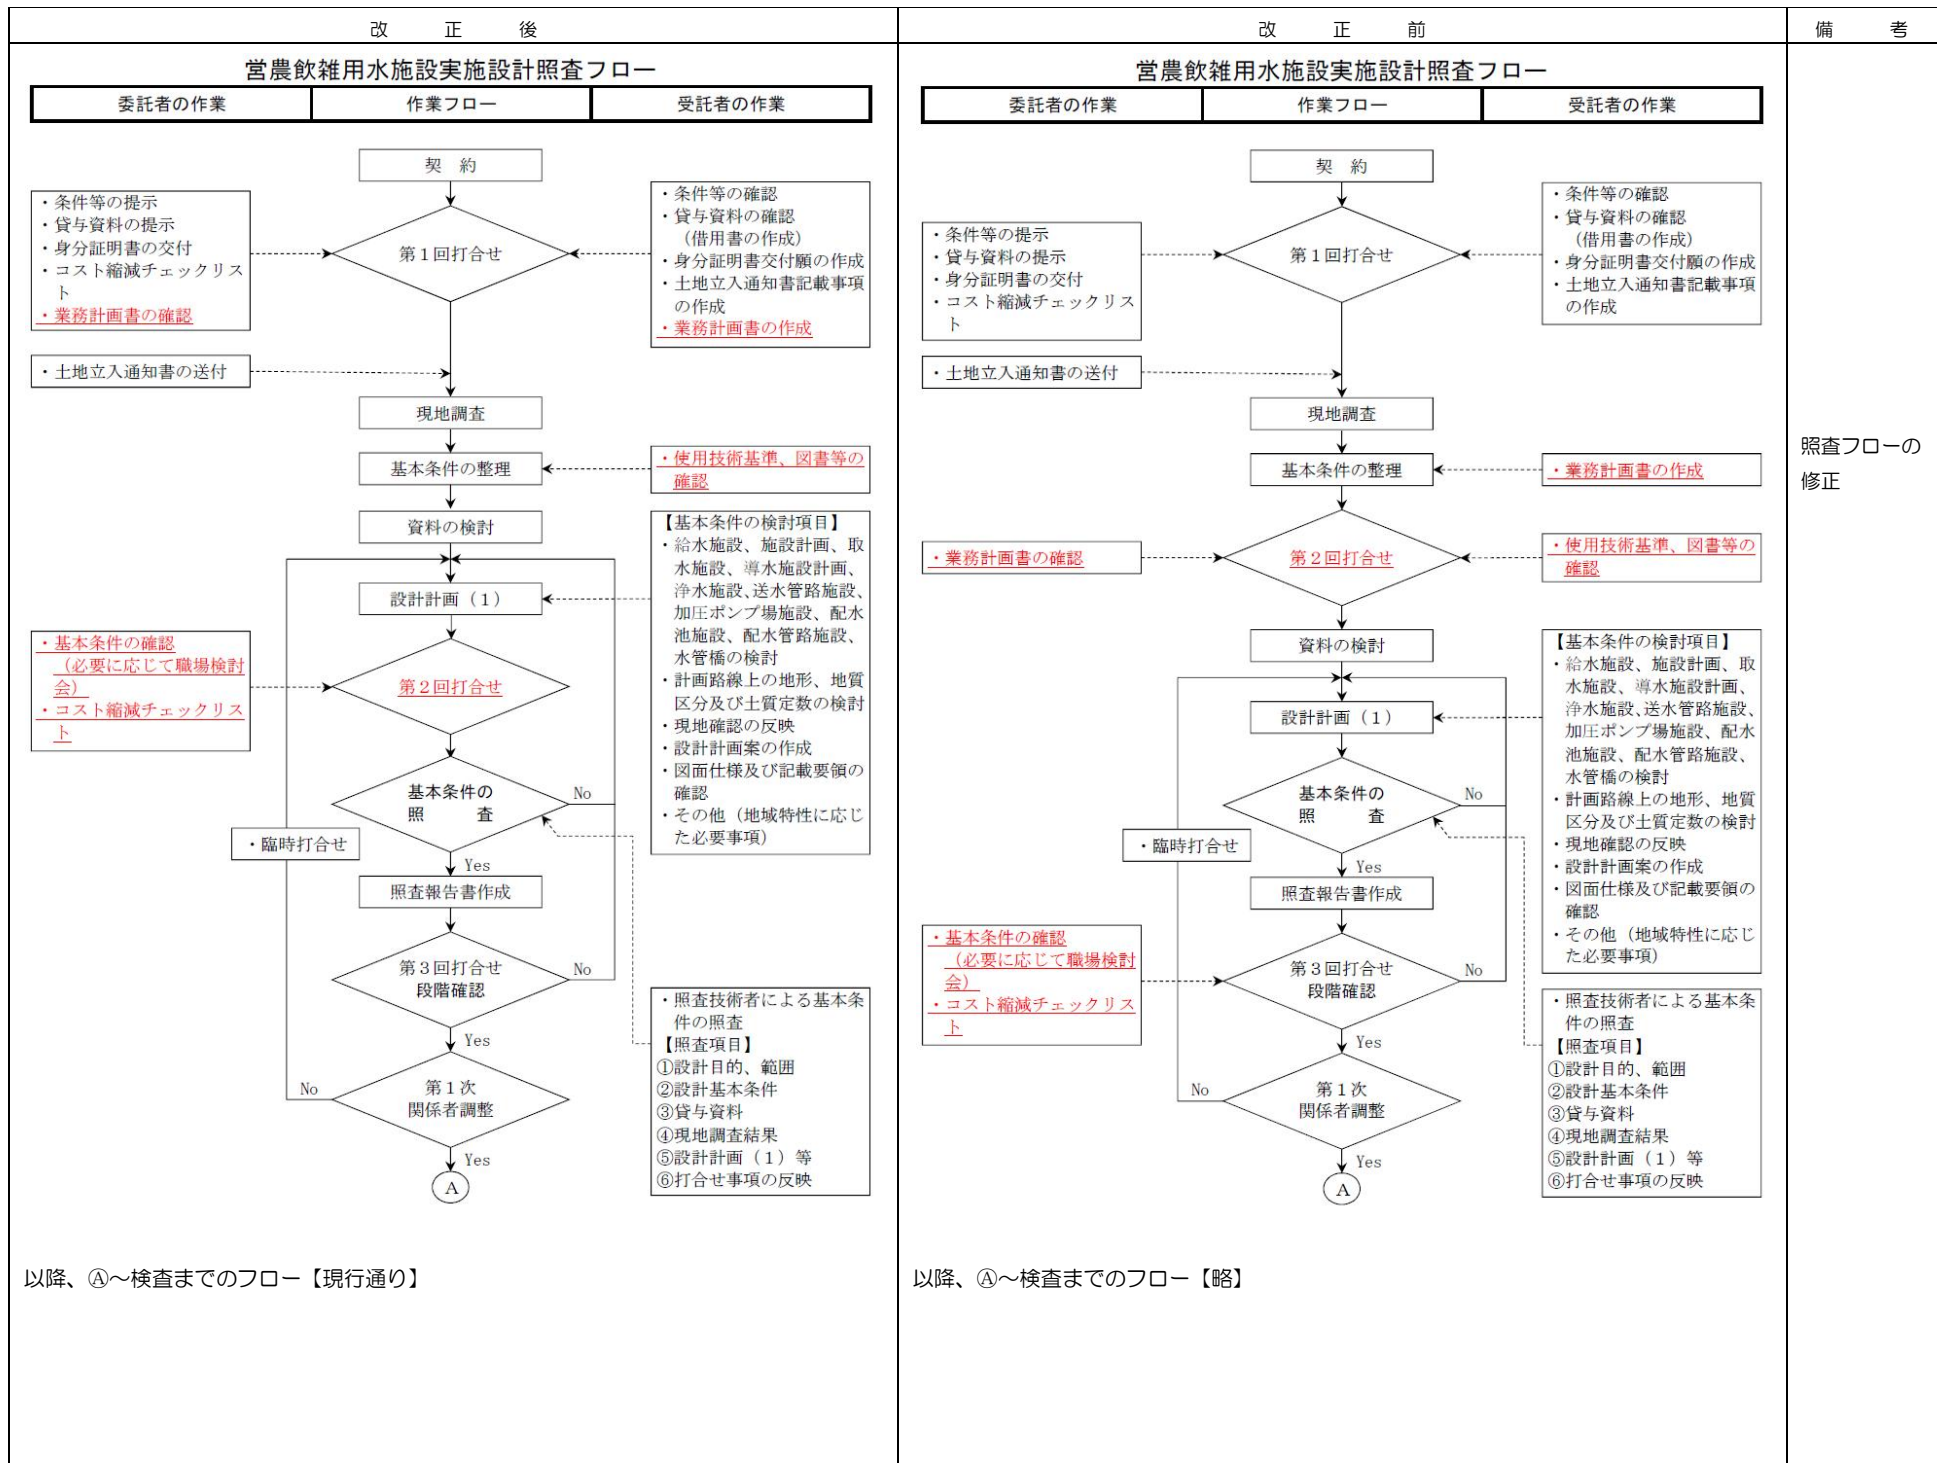 改　正　後
改　正　前
備　考
営農飲雑用水施設実施設計照査フロー
委託者の作業
作業フロー
受託者の作業
契　約
・条件等の提示
・貸与資料の提示
・身分証明書の交付
・コスト縮減チェックリス
ト
・業務計画書の確認
第１回打合せ
・条件等の確認
・貸与資料の確認
（借用書の作成）
・身分証明書交付願の作成
・土地立入通知書記載事項
の作成
・業務計画書の作成
・土地立入通知書の送付
現地調査
基本条件の整理
・使用技術基準、図書等の
確認
資料の検討
設計計画（１）
【基本条件の検討項目】
・給水施設、施設計画、取
水施設、導水施設計画、
浄水施設、送水管路施設、
加圧ポンプ場施設、配水
池施設、配水管路施設、
水管橋の検討
・計画路線上の地形、地質
区分及び土質定数の検討
・現地確認の反映
・設計計画案の作成
・図面仕様及び記載要領の
確認
・その他（地域特性に応じ
た必要事項）
・基本条件の確認
（必要に応じて職場検討
会）
・コスト縮減チェックリス
ト
第２回打合せ
基本条件の
照　査
No
・臨時打合せ
Yes
照査報告書作成
第３回打合せ
段階確認
No
Yes
・照査技術者による基本条
件の照査
【照査項目】
①設計目的、範囲
②設計基本条件
③貸与資料
④現地調査結果
⑤設計計画（１）等
⑥打合せ事項の反映
No
第１次
関係者調整
Yes
A
以降、Ⓐ～検査までのフロー【現行通り】
営農飲雑用水施設実施設計照査フロー
委託者の作業
作業フロー
受託者の作業
契　約
・条件等の提示
・貸与資料の提示
・身分証明書の交付
・コスト縮減チェックリス
ト
第１回打合せ
・条件等の確認
・貸与資料の確認
（借用書の作成）
・身分証明書交付願の作成
・土地立入通知書記載事項
の作成
・土地立入通知書の送付
現地調査
基本条件の整理
・業務計画書の作成
・業務計画書の確認
第２回打合せ
・使用技術基準、図書等の
確認
資料の検討
設計計画（１）
【基本条件の検討項目】
・給水施設、施設計画、取
水施設、導水施設計画、
浄水施設、送水管路施設、
加圧ポンプ場施設、配水
池施設、配水管路施設、
水管橋の検討
・計画路線上の地形、地質
区分及び土質定数の検討
・現地確認の反映
・設計計画案の作成
・図面仕様及び記載要領の
確認
・その他（地域特性に応じ
た必要事項）
基本条件の
照　査
No
・臨時打合せ
Yes
照査報告書作成
・基本条件の確認
（必要に応じて職場検討
会）
・コスト縮減チェックリス
ト
第３回打合せ
段階確認
No
Yes
・照査技術者による基本条
件の照査
【照査項目】
①設計目的、範囲
②設計基本条件
③貸与資料
④現地調査結果
⑤設計計画（１）等
⑥打合せ事項の反映
No
第１次
関係者調整
Yes
A
以降、Ⓐ～検査までのフロー【略】
照査フローの
修正